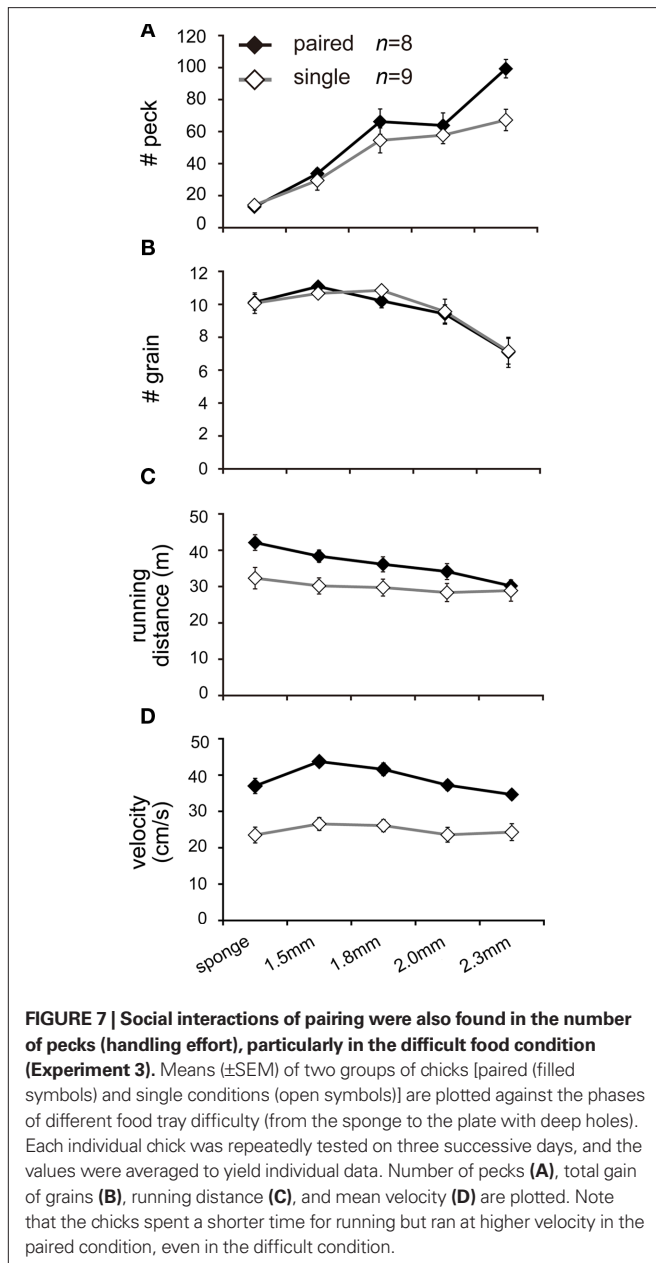 A
120
100
80
60
40
20
0
# peck
paired n=8
single n=9
B
12
10
8
6
4
2
0
# grain
C
50
40
30
20
10
0
running
distance (m)
D
50
40
30
20
10
0
velocity
(cm/s)
sponge
1.5mm
1.8mm
2.0mm
2.3mm
FIGURE 7 | Social interactions of pairing were also found in the number
of pecks (handling effort), particularly in the difficult food condition
(Experiment 3). Means (±SEM) of two groups of chicks [paired (filled
symbols) and single conditions (open symbols)] are plotted against the phases
of different food tray difficulty (from the sponge to the plate with deep holes).
Each individual chick was repeatedly tested on three successive days, and the
values were averaged to yield individual data. Number of pecks (A), total gain
of grains (B), running distance (C), and mean velocity (D) are plotted. Note
that the chicks spent a shorter time for running but ran at higher velocity in the
paired condition, even in the difficult condition.